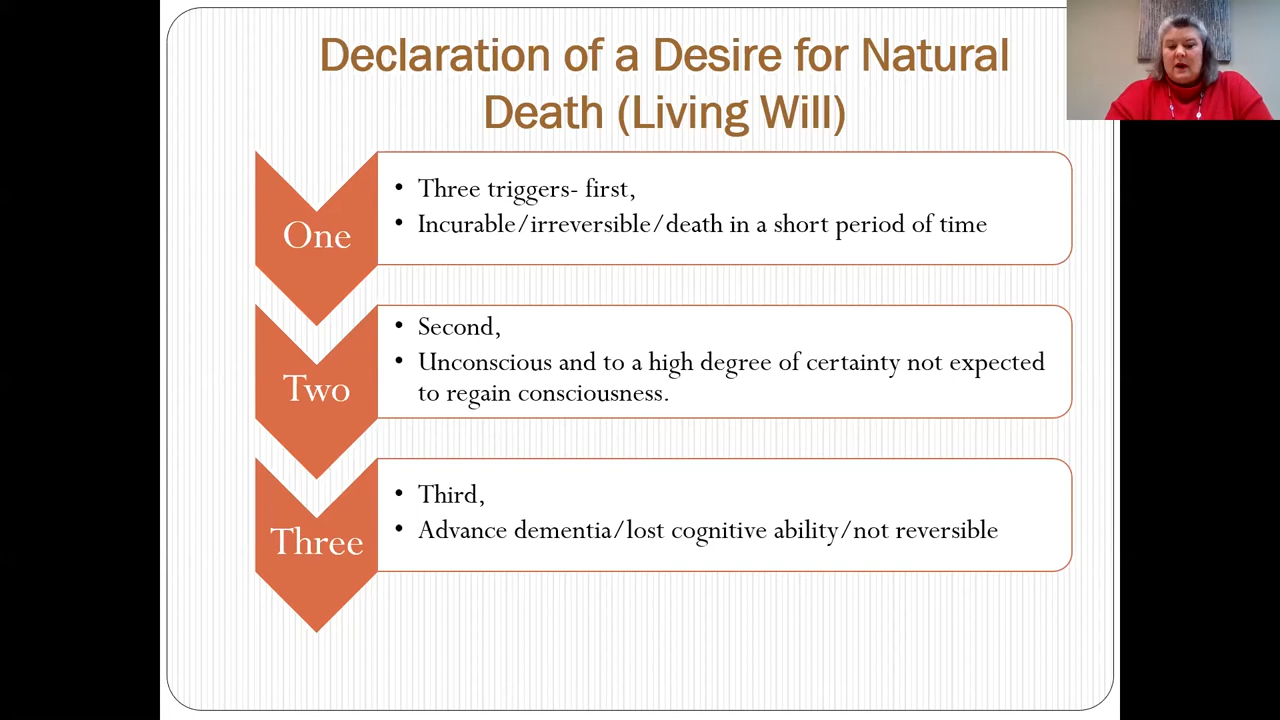 Declaration of a Desire for Natural
Death (Living Will)
One
• Three triggers- first,
• Incurable/irreversible/death in a short period of time
Two
• Second,
• Unconscious and to a high degree of certainty not expected
to regain consciousness.
Three
• Third,
• Advance dementia/lost cognitive ability/not reversible